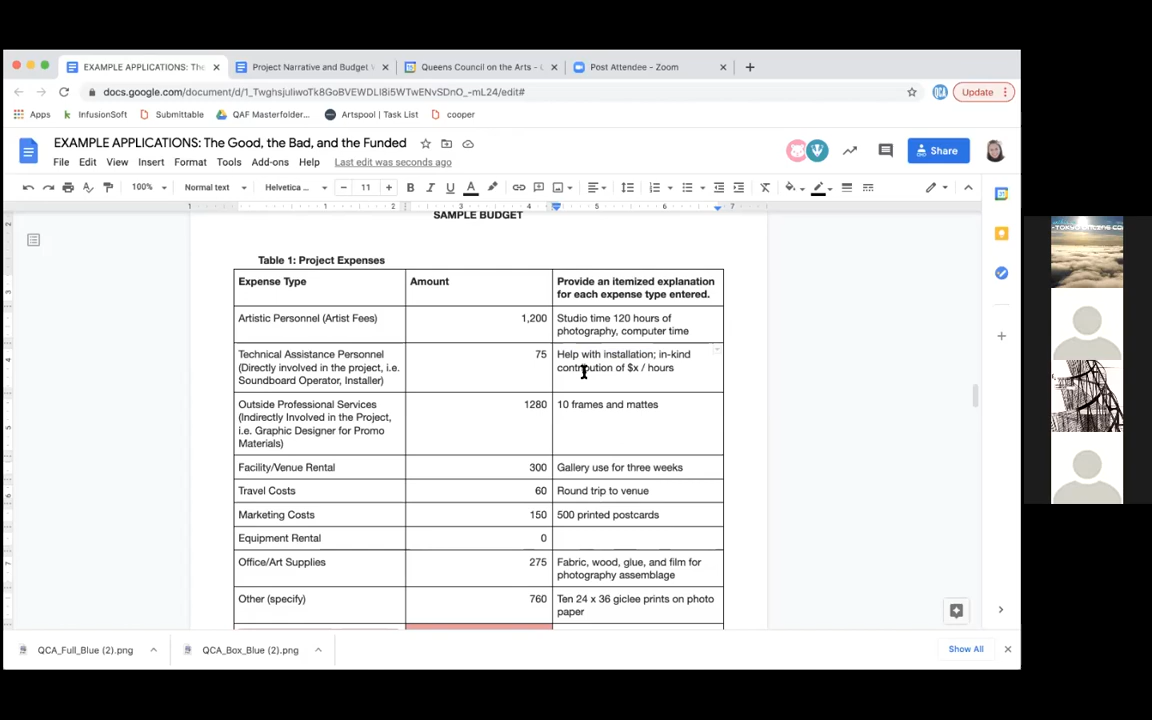 EXAMPLE APPLICATIONS: The
Project Narrative and Budget
Queens Council on the Arts -
Post Attendee - Zoom
docs.google.com/document/d/1_TwghsjuliwoTk8GoBVEWDLI8i5WTwENvSDnO_-mL24/edit#
Update
Apps
InfusionSoft
Submittable
QAF Masterfolder...
Artspool | Task List
cooper
EXAMPLE APPLICATIONS: The Good, the Bad, and the Funded
Share
File Edit View Insert Format Tools Add-ons Help Last edit was seconds ago
100% Normal text Helvetica ... 11
1 1 2 3 4 5 6 7
SAMPLE BUDGET
Table 1: Project Expenses
Expense Type
Amount
Provide an itemized explanation
for each expense type entered.
Artistic Personnel (Artist Fees)
1,200
Studio time 120 hours of
photography, computer time
Technical Assistance Personnel
(Directly involved in the project, i.e.
Soundboard Operator, Installer)
75
Help with installation; in-kind
contribution of $x / hours
Outside Professional Services
(Indirectly Involved in the Project,
i.e. Graphic Designer for Promo
Materials)
1280
10 frames and mattes
Facility/Venue Rental
300
Gallery use for three weeks
Travel Costs
60
Round trip to venue
Marketing Costs
150
500 printed postcards
Equipment Rental
0
Office/Art Supplies
275
Fabric, wood, glue, and film for
photography assemblage
Other (specify)
760
Ten 24 x 36 giclee prints on photo
paper
QCA_Full_Blue (2).png
QCA_Box_Blue (2).png
Show All